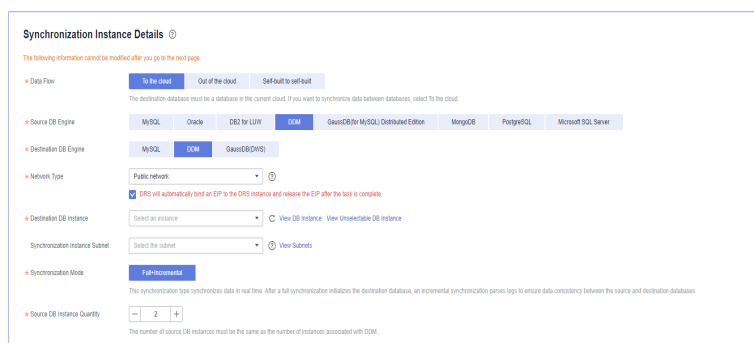 Synchronization Instance Details ?
The following information cannot be modified after you go to the next page.
* Data Flow To the cloud Out of the cloud Self-built to self-built
The destination database must be a database in the current cloud. If you want to synchronize data between databases, select To the cloud.
* Source DB Engine MySQL Oracle DB2 for LUW DDM GaussDB(for MySQL) Distributed Edition MongoDB PostgreSQL Microsoft SQL Server
* Destination DB Engine MySQL DDM GaussDB(DWS)
* Network Type Public network ?
DRS will automatically bind an EIP to the DRS instance and release the EIP after the task is complete.
* Destination DB Instance Select an instance View DB Instance View Unselectable DB Instance
Synchronization Instance Subnet Select the subnet ? View Subnets
* Synchronization Mode Full+Incremental
This synchronization type synchronizes data in real time. After a full synchronization initializes the destination database, an incremental synchronization parses logs to ensure data consistency between the source and destination databases.
* Source DB Instance Quantity − 2 +
The number of source DB instances must be the same as the number of instances associated with DDM.